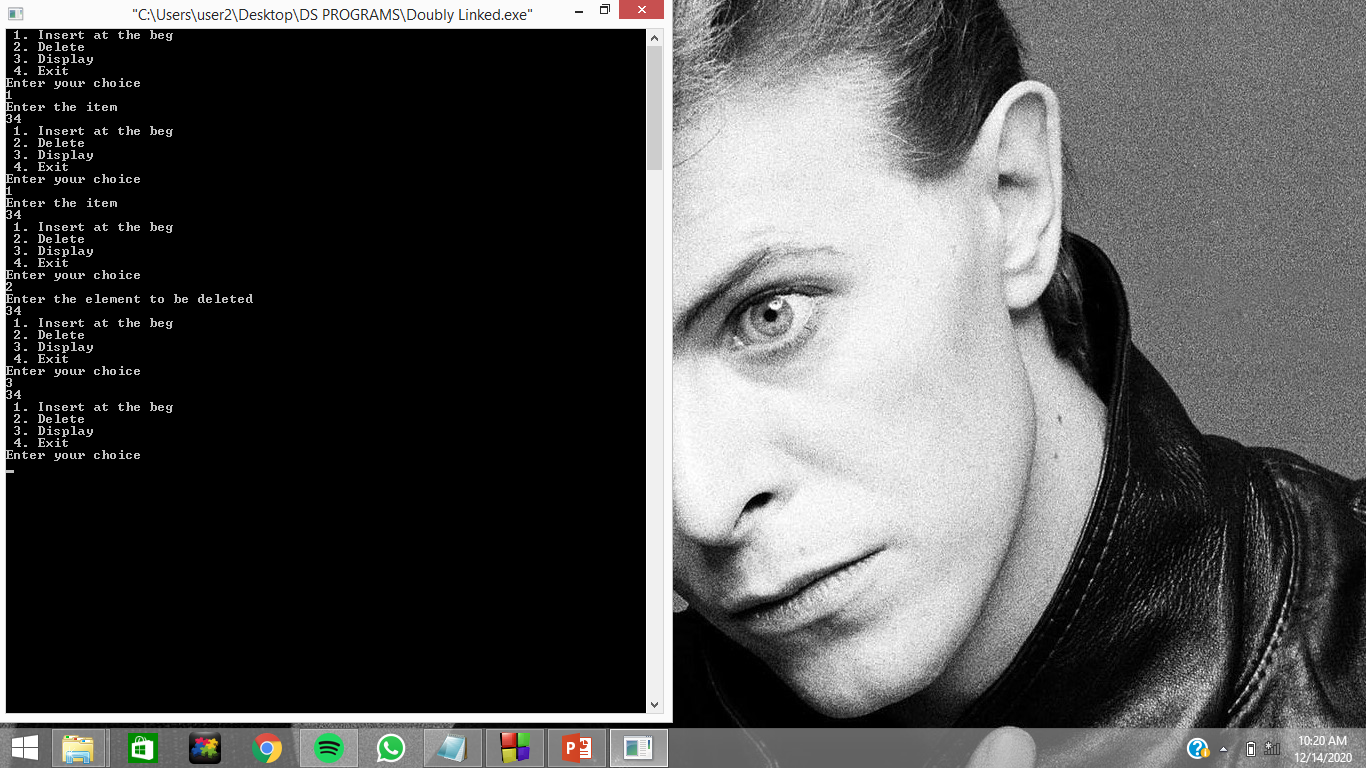 "C:\Users\user2\Desktop\DS PROGRAMS\Doubly Linked.exe"
1. Insert at the beg
2. Delete
3. Display
4. Exit
Enter your choice
1
Enter the item
34
1. Insert at the beg
2. Delete
3. Display
4. Exit
Enter your choice
1
Enter the item
34
1. Insert at the beg
2. Delete
3. Display
4. Exit
Enter your choice
2
Enter the element to be deleted
34
1. Insert at the beg
2. Delete
3. Display
4. Exit
Enter your choice
3
34
1. Insert at the beg
2. Delete
3. Display
4. Exit
Enter your choice
10:20 AM
12/14/2020